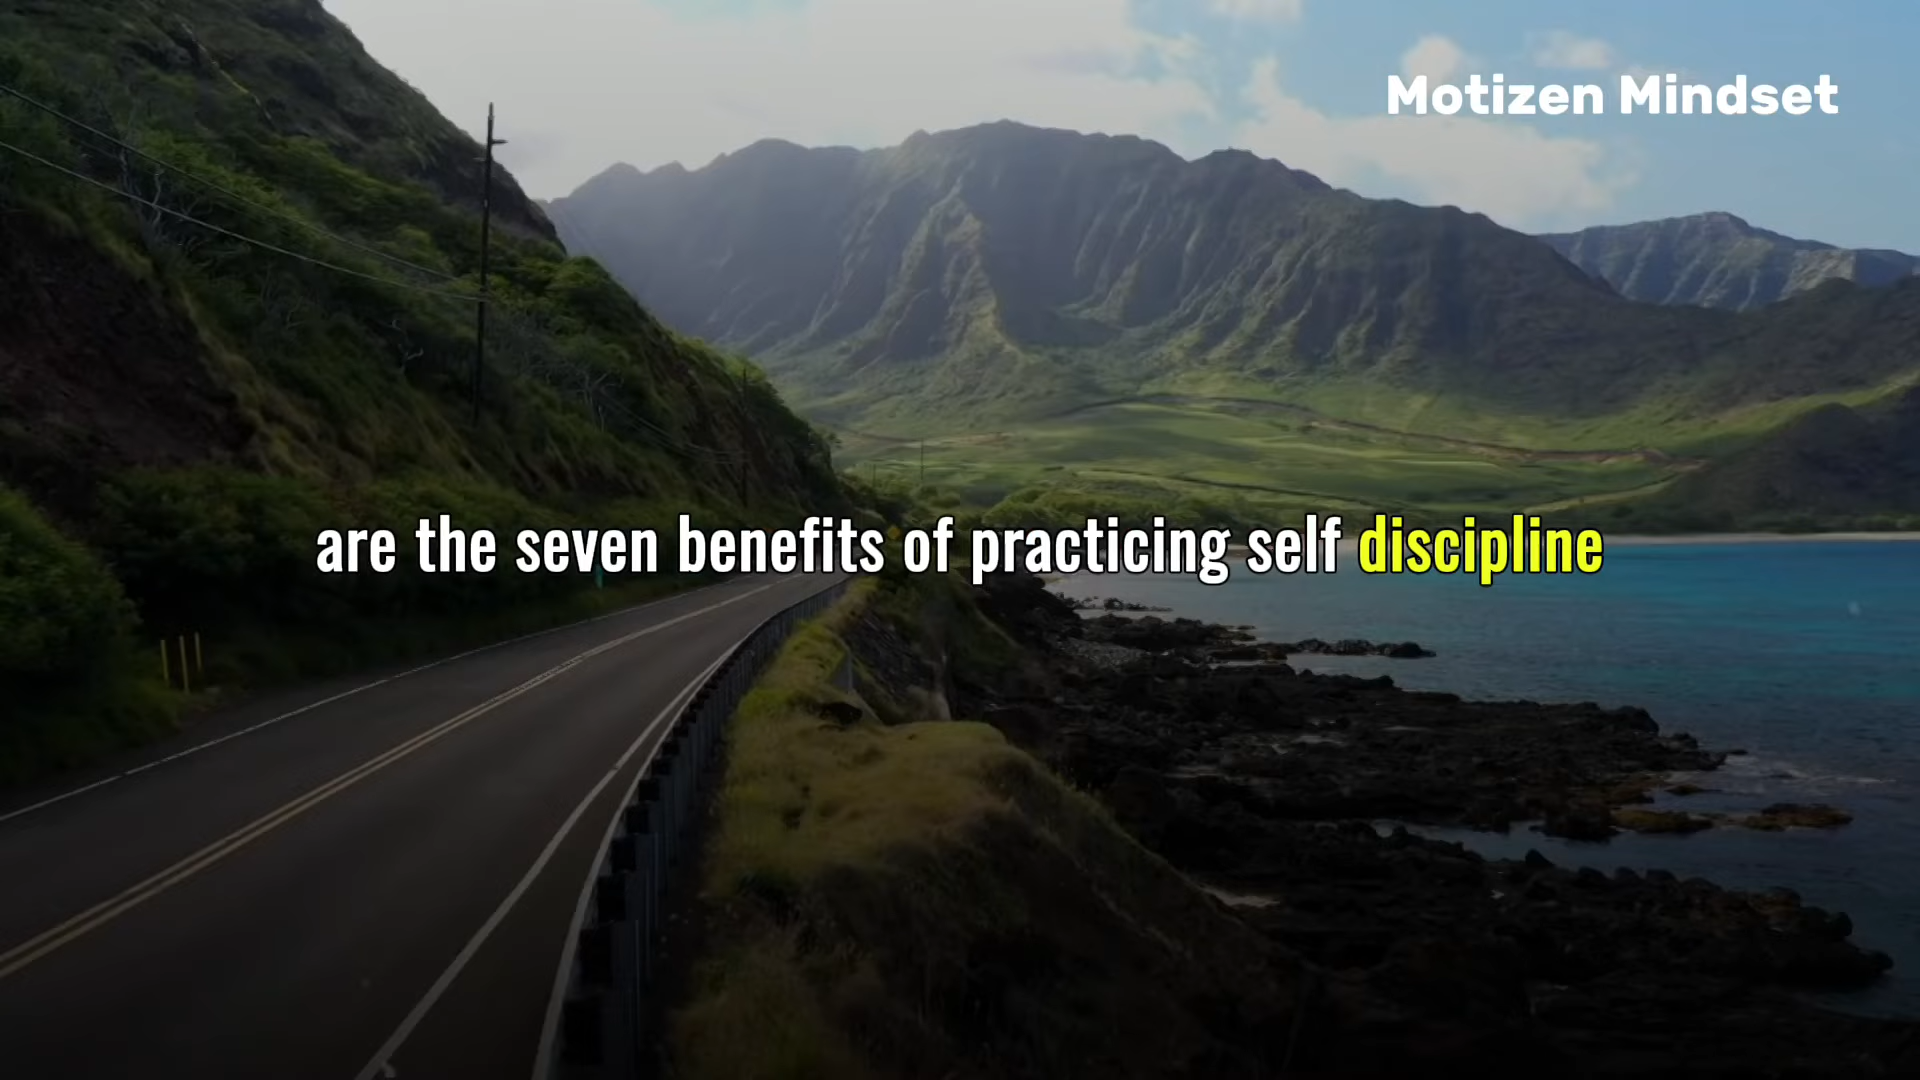 Motizen Mindset
are the seven benefits of practicing self discipline